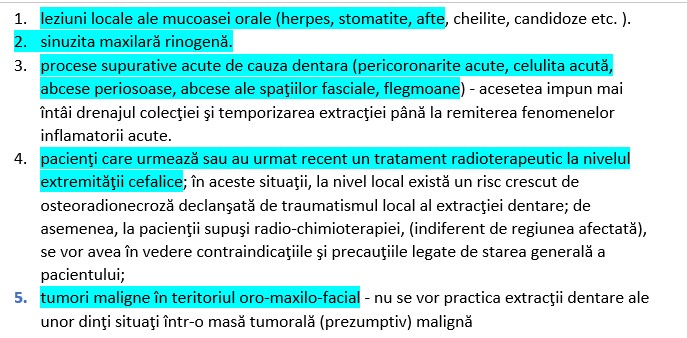 1. leziuni locale ale mucoasei orale (herpes, stomatite, afte, cheilite, candidoze etc. ).
2. sinuzita maxilară rinogenă.
3. procese supurative acute de cauza dentara (pericoronarite acute, celulita acută,
abcese periosoase, abcese ale spaţiilor fasciale, flegmoane) - acesetea impun mai
întâi drenajul colecţiei şi temporizarea extracţiei până la remiterea fenomenelor
inflamatorii acute.
4. pacienţi care urmează sau au urmat recent un tratament radioterapeutic la nivelul
extremităţii cefalice; în aceste situaţii, la nivel local există un risc crescut de
osteoradionecroză declanşată de traumatismul local al extracţiei dentare; de
asemenea, la pacienţii supuşi radio-chimioterapiei, (indiferent de regiunea afectată),
se vor avea în vedere contraindicaţiile şi precauţiile legate de starea generală a
pacientului;
5. tumori maligne în teritoriul oro-maxilo-facial - nu se vor practica extracţii dentare ale
unor dinţi situaţi într-o masă tumorală (prezumptiv) malignă